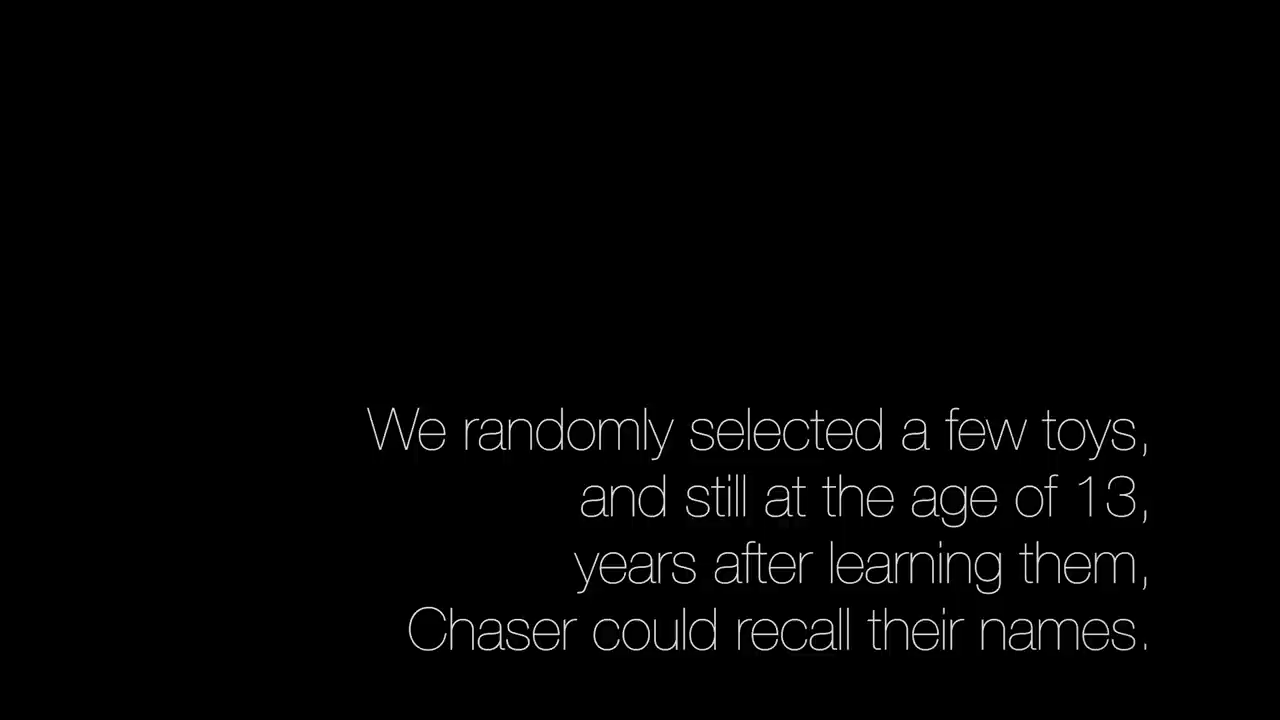 We randomly selected a few toys,
and still at the age of 13,
years after learning them,
Chaser could recall their names.